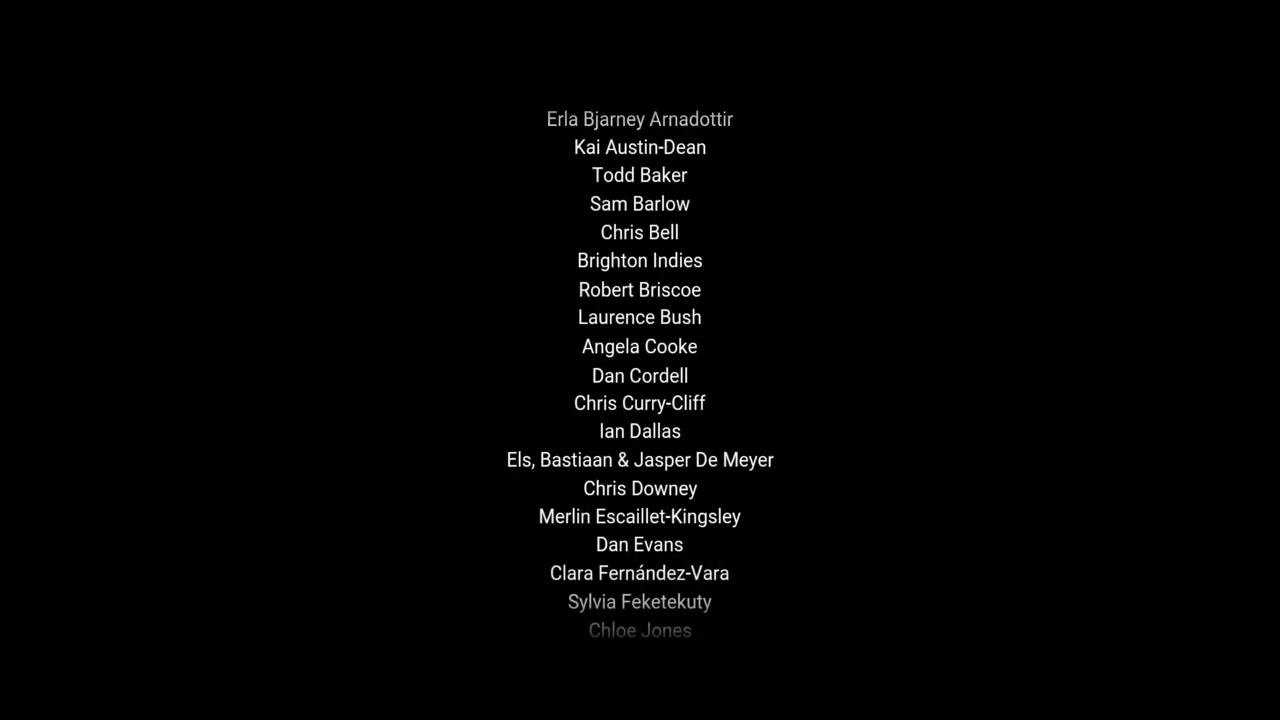 Erla Bjarney Arnadottir
Kai Austin-Dean
Todd Baker
Sam Barlow
Chris Bell
Brighton Indies
Robert Briscoe
Laurence Bush
Angela Cooke
Dan Cordell
Chris Curry-Cliff
Ian Dallas
Els, Bastiaan & Jasper De Meyer
Chris Downey
Merlin Escaillet-Kingsley
Dan Evans
Clara Fernández-Vara
Sylvia Feketekuty
Chloe Jones